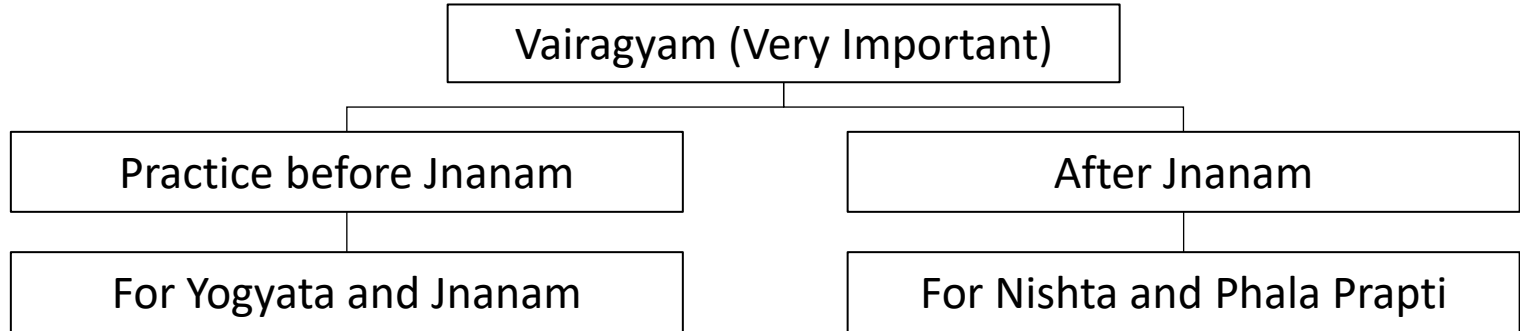 Vairagyam (Very Important)
Practice before Jnanam
After Jnanam
For Yogyata and Jnanam
For Nishta and Phala Prapti